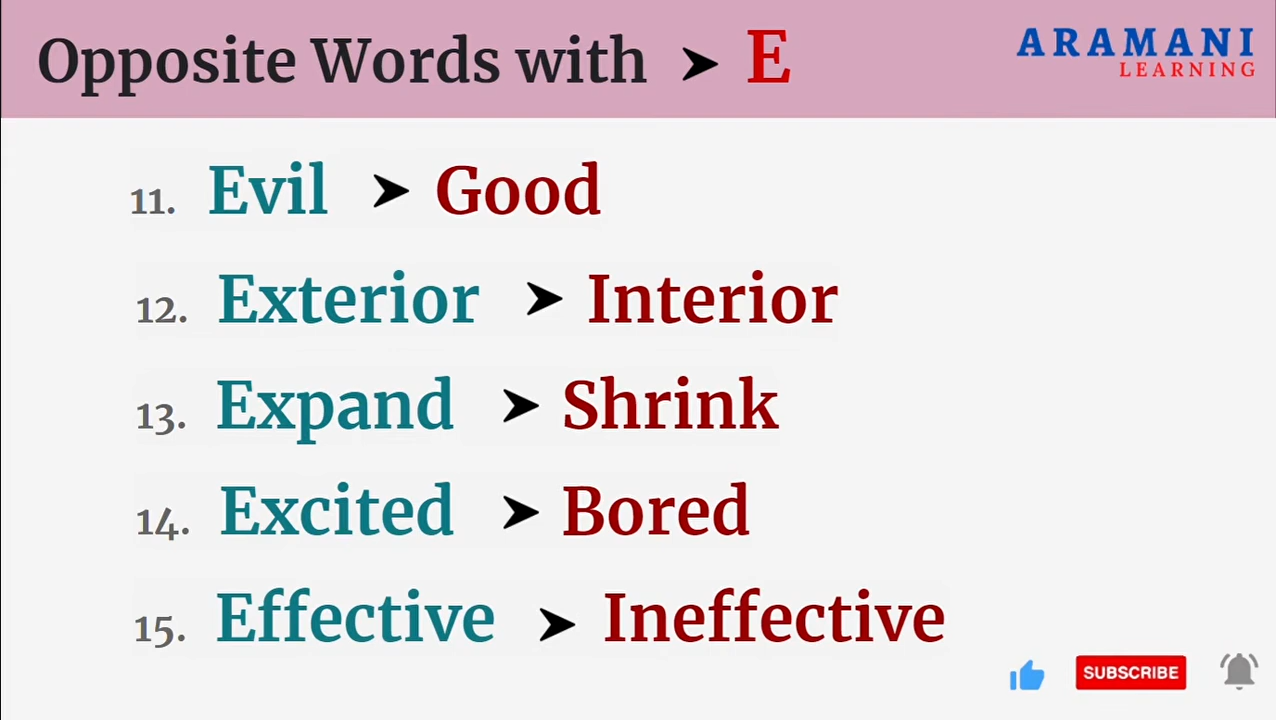 Opposite Words with ➤ E
ARAMANI
LEARNING
11. Evil ➤ Good
12. Exterior ➤ Interior
13. Expand ➤ Shrink
14. Excited ➤ Bored
15. Effective ➤ Ineffective
SUBSCRIBE